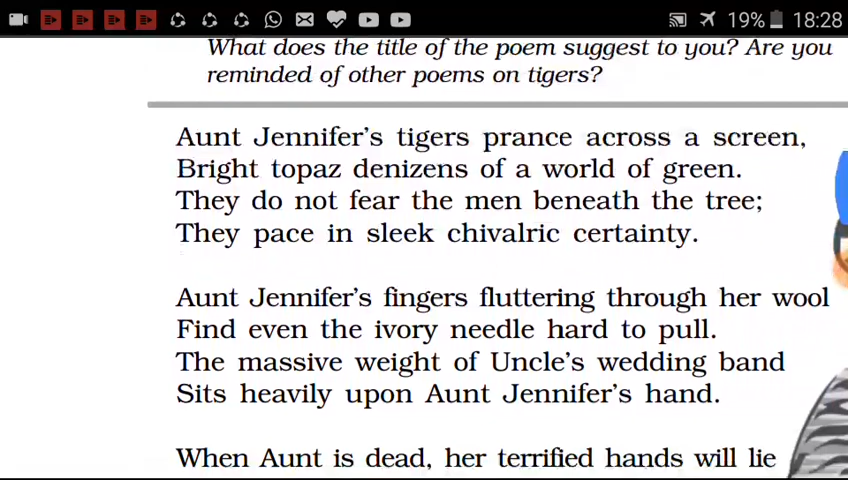 19% 18:28
What does the title of the poem suggest to you? Are you
reminded of other poems on tigers?
Aunt Jennifer's tigers prance across a screen,
Bright topaz denizens of a world of green.
They do not fear the men beneath the tree;
They pace in sleek chivalric certainty.
Aunt Jennifer's fingers fluttering through her wool
Find even the ivory needle hard to pull.
The massive weight of Uncle's wedding band
Sits heavily upon Aunt Jennifer's hand.
When Aunt is dead, her terrified hands will lie